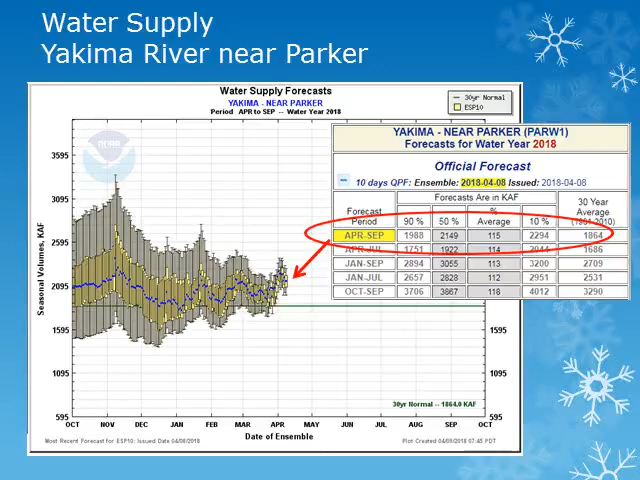 Water Supply
Yakima River near Parker
Water Supply Forecasts
YAKIMA - NEAR PARKER
Period APR to SEP -- Water Year 2018
30yr Normal
ESP10
YAKIMA - NEAR PARKER (PARW1)
Forecasts for Water Year 2018
Official Forecast
10 days QPF: Ensemble: 2018-04-08 Issued: 2018-04-08
Forecast Period
Forecasts Are in KAF
30 Year Average (1981-2010)
90 % 50 % % Average 10 %
APR-SEP 1988 2149 115 2294 1864
APR-JUL 1751 1922 114 2044 1686
JAN-SEP 2894 3055 113 3200 2709
JAN-JUL 2657 2828 112 2951 2531
OCT-SEP 3706 3867 118 4012 3290
Seasonal Volumes, KAF
3595
3095
2595
2095
1595
1095
595
1595
1095
595
30yr Normal -- 1864.0 KAF
OCT NOV DEC JAN FEB MAR APR MAY JUN JUL AUG SEP OCT
Date of Ensemble
Most Recent Forecast for ESP10: Issued Date 04/08/2018
Plot Created 04/08/2018 07:45 PDT